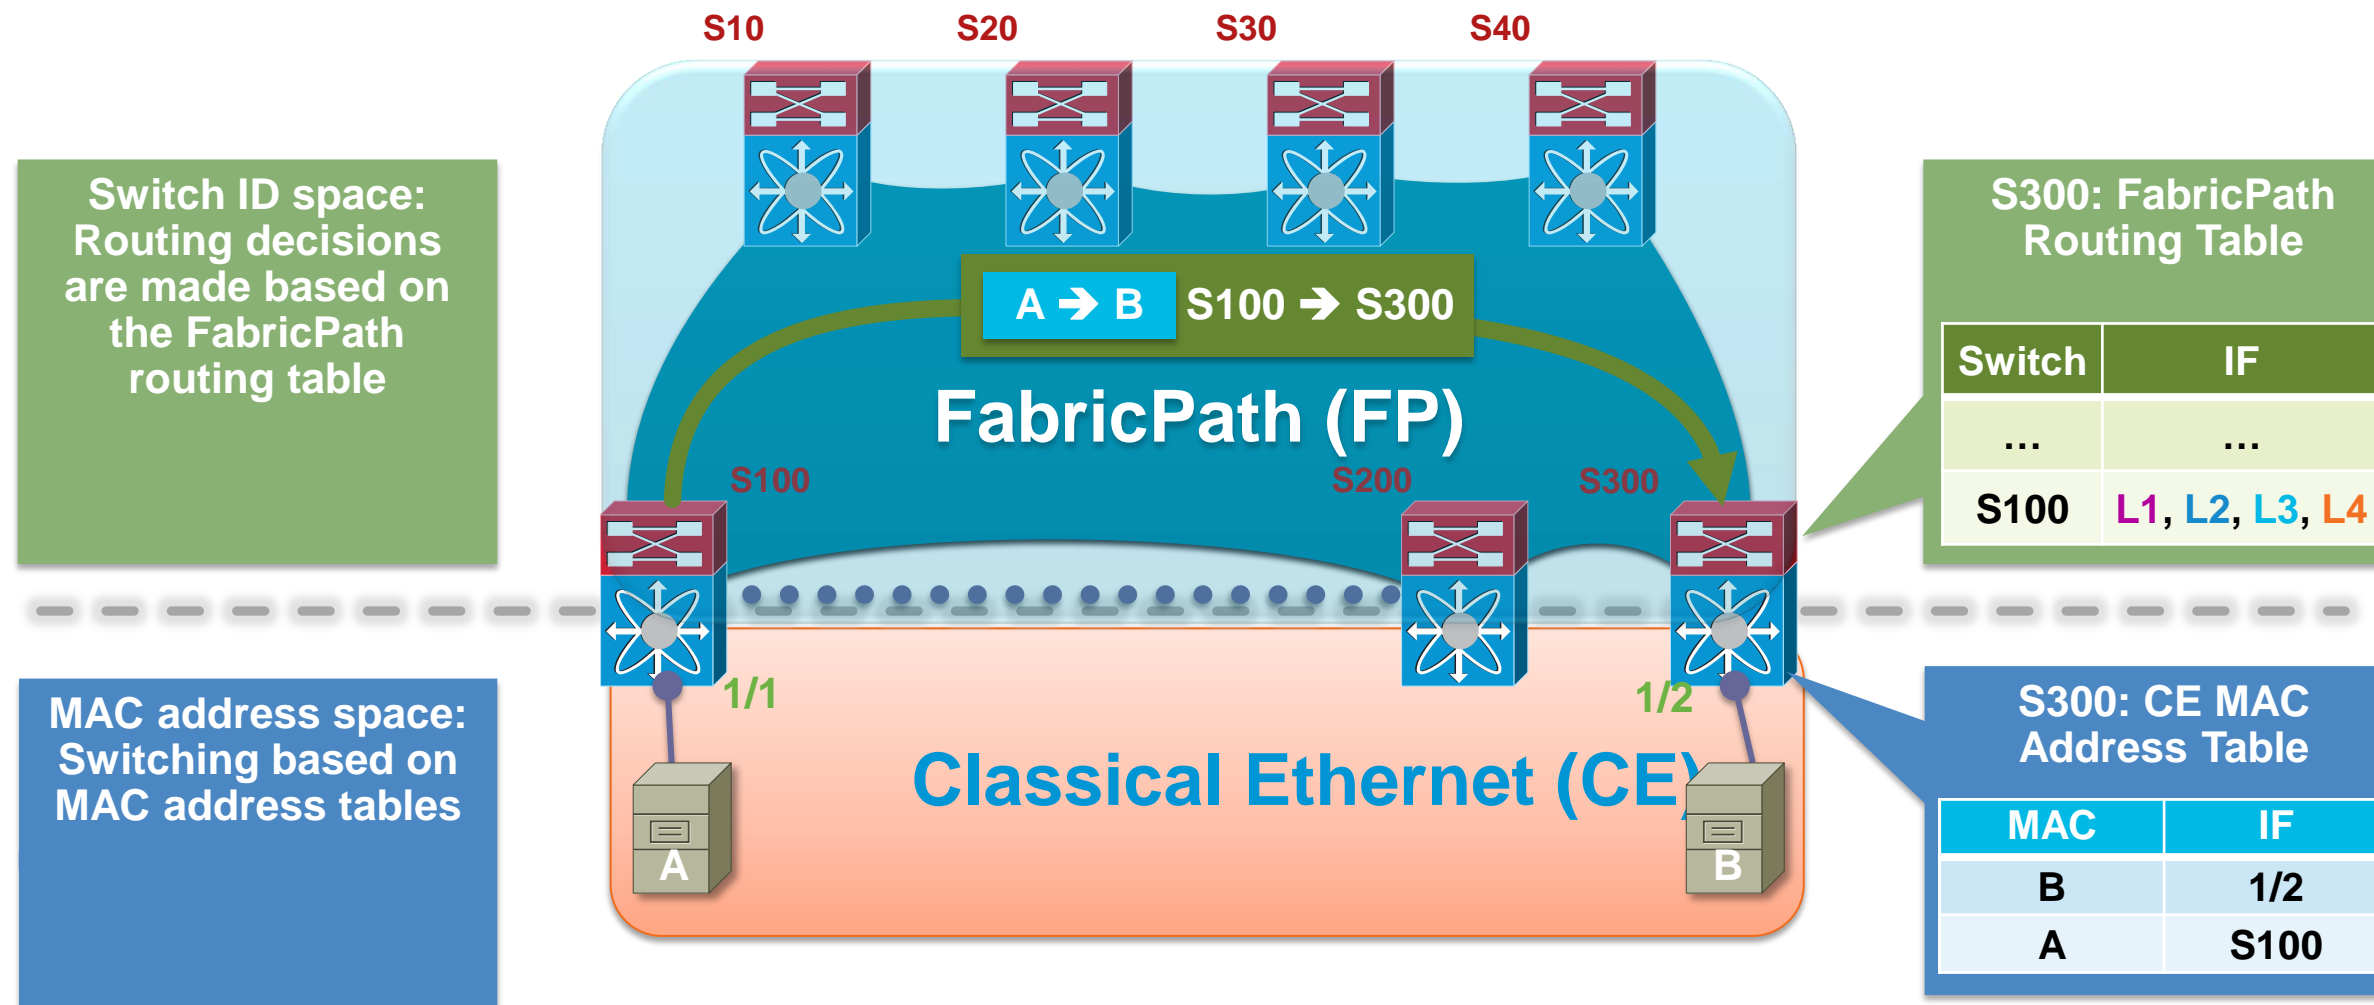 S10 S20 S30 S40
Switch ID space:
Routing decisions
are made based on
the FabricPath
routing table
A → B S100 → S300
FabricPath (FP)
S100 S200 S300
S300: FabricPath
Routing Table
Switch IF
... ...
S100 L1, L2, L3, L4
MAC address space:
Switching based on
MAC address tables
1/1 1/2
Classical Ethernet (CE)
A B
S300: CE MAC
Address Table
MAC IF
B 1/2
A S100